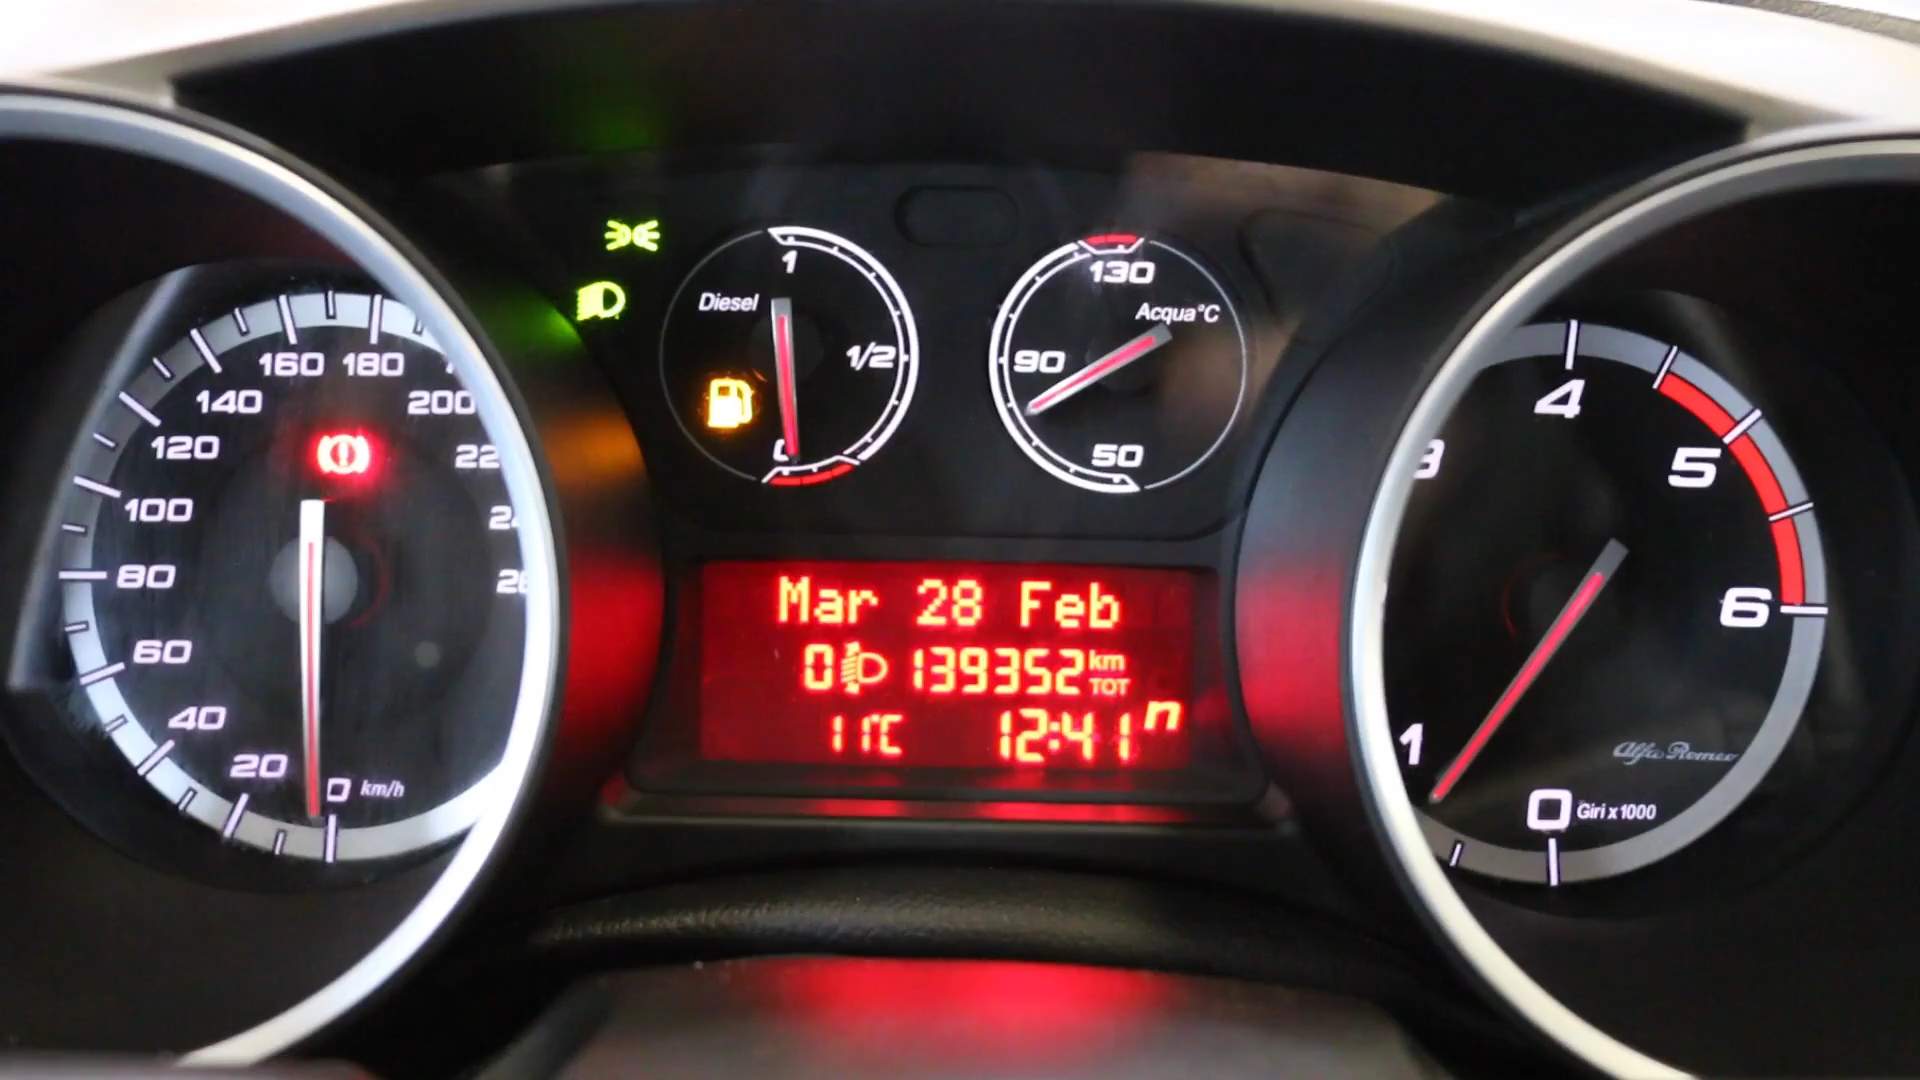 160 180
140 200
120
100
80
60
40
20
0 km/h
1
Diesel
1/2
0
130
Acqua°C
90
50
Mar 28 Feb
0 139352 km TOT
11°C 12:41 n
4
5
6
1
Alfa Romeo
0 Giri x 1000